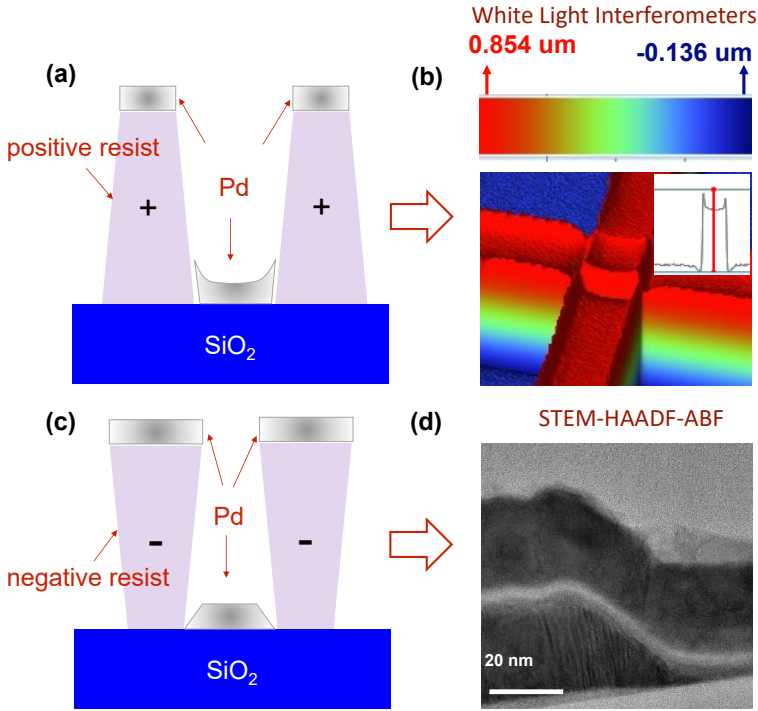 White Light Interferometers
0.854 um
-0.136 um
(a)
(b)
positive resist
Pd
+
+
SiO2
(c)
(d)
STEM-HAADF-ABF
Pd
-
-
negative resist
20 nm
SiO2